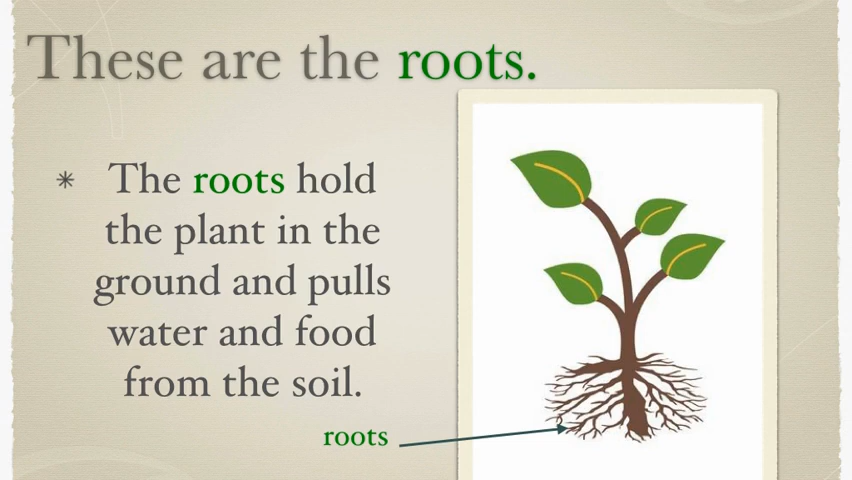 These are the roots.
* The roots hold
the plant in the
ground and pulls
water and food
from the soil.
roots